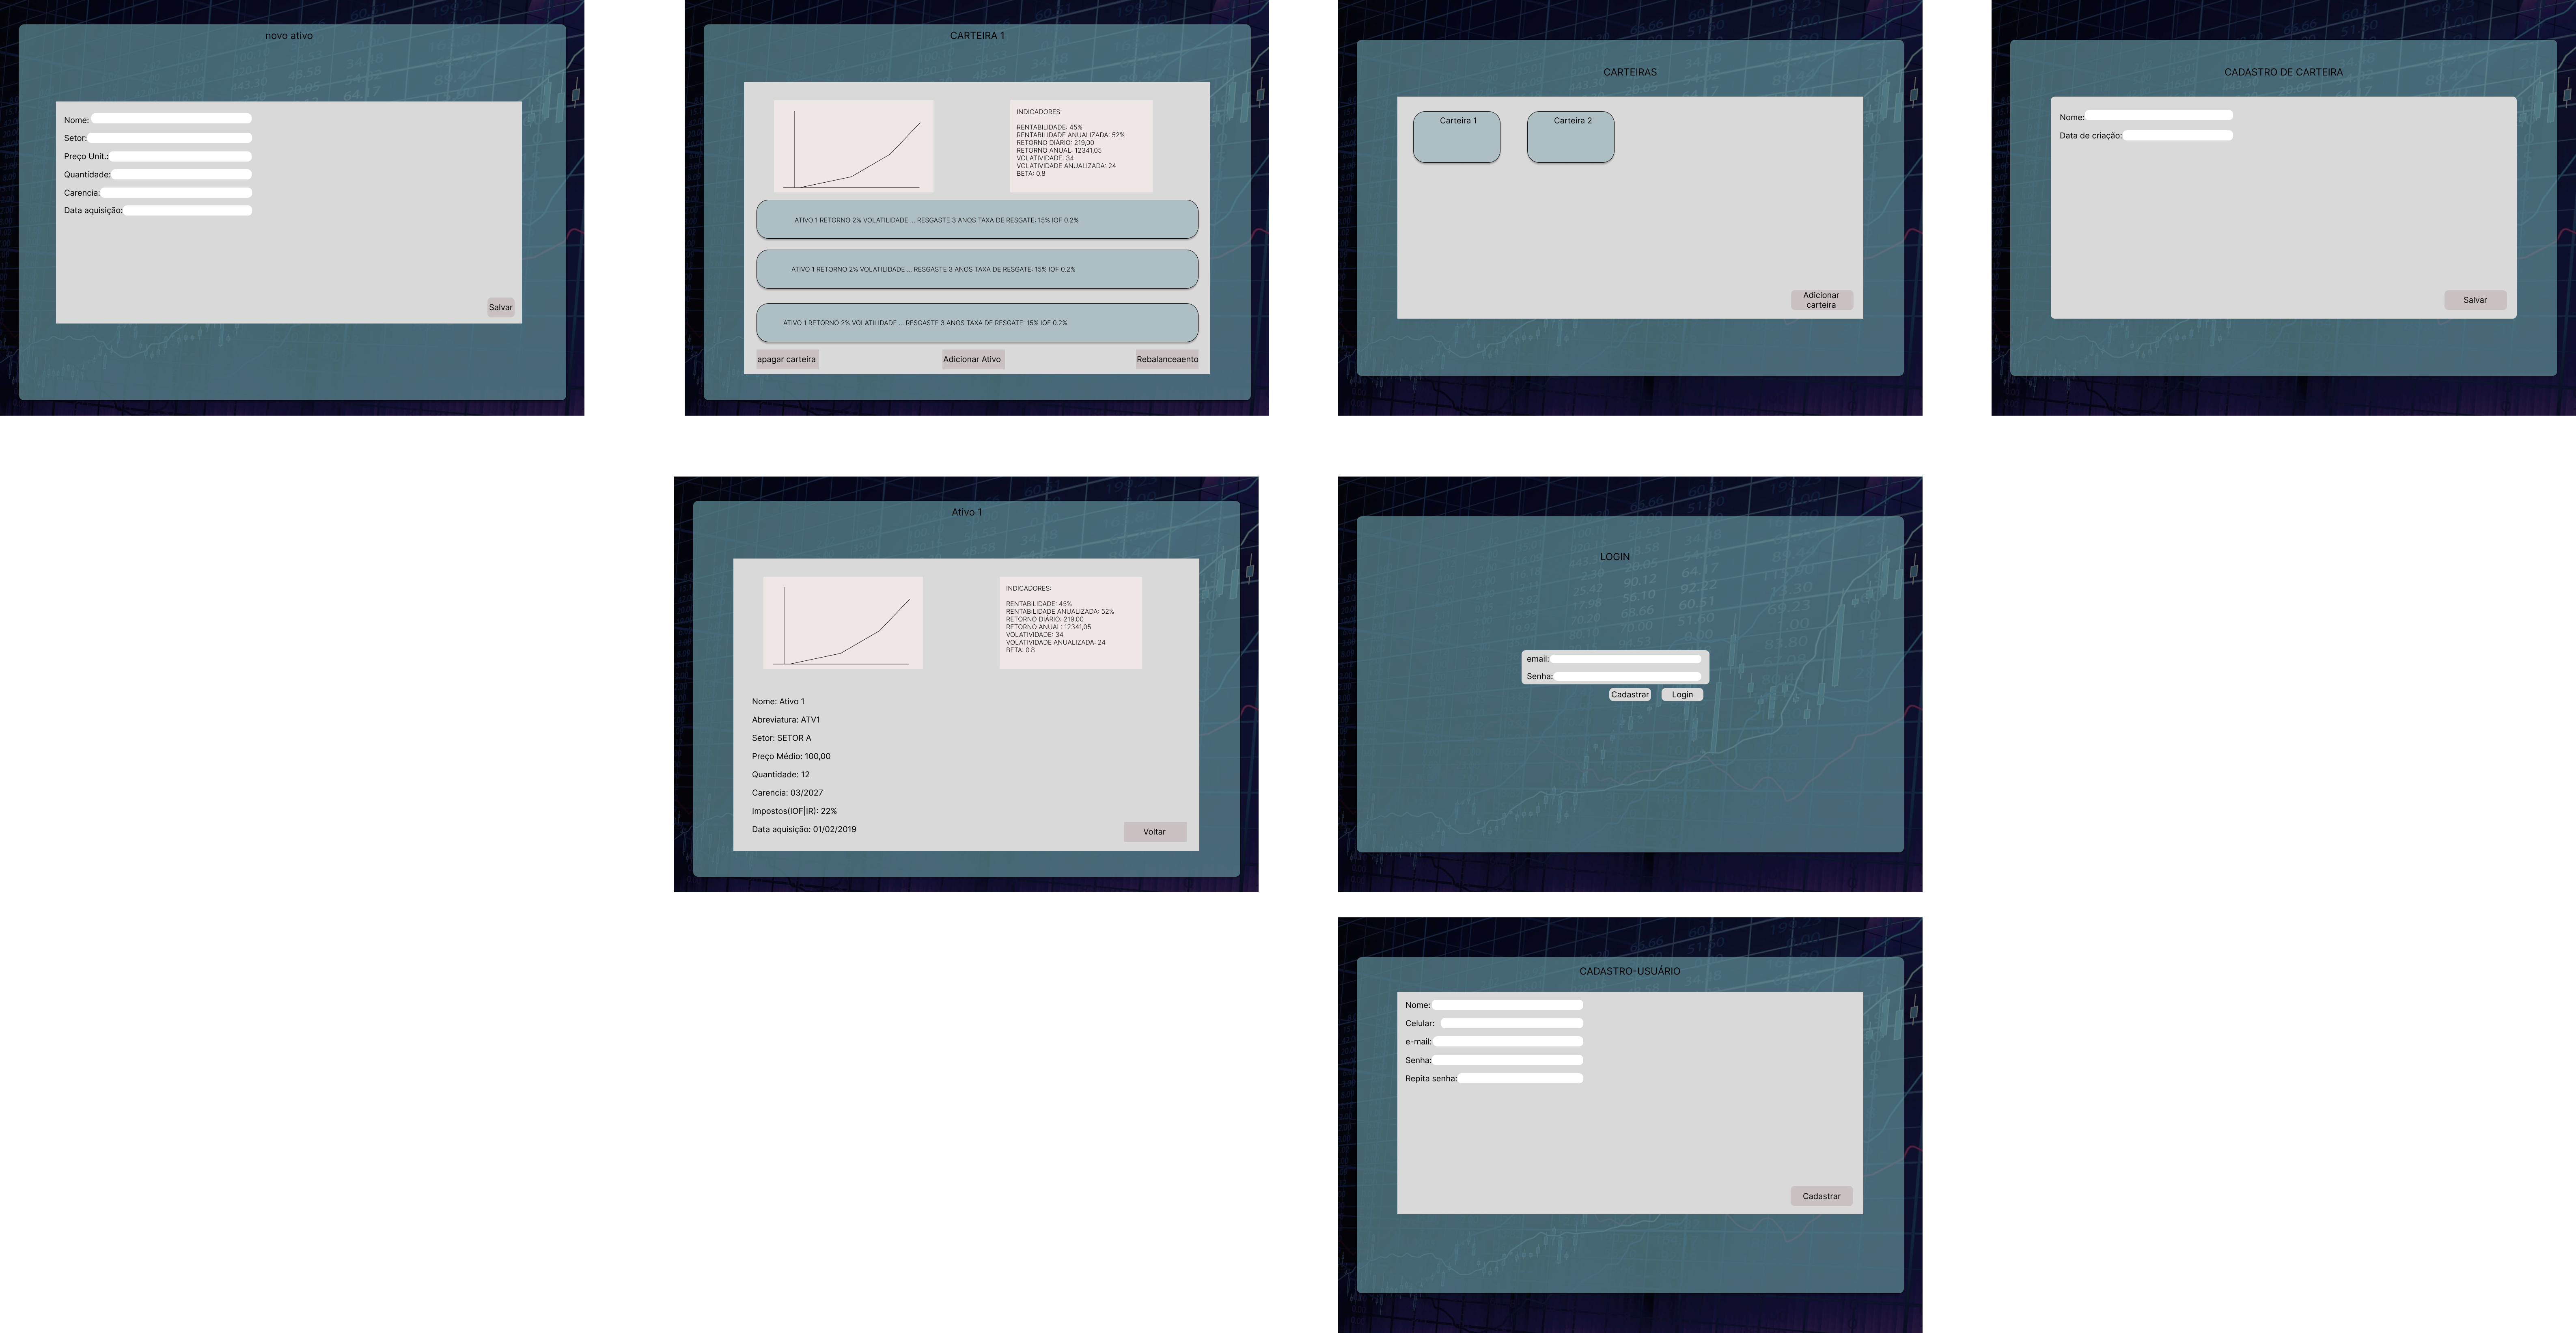 novo ativo
Nome:
Setor:
Preço Unit.:
Quantidade:
Carencia:
Data aquisição:
Salvar
CARTEIRA 1
INDICADORES:
RENTABILIDADE: 45%
RENTABILIDADE ANUALIZADA: 52%
RETORNO DIÁRIO: 219,00
RETORNO ANUAL: 12341,05
VOLATIVIDADE: 34
VOLATIVIDADE ANUALIZADA: 24
BETA: 0.8
ATIVO 1 RETORNO 2% VOLATILIDADE ... RESGASTE 3 ANOS TAXA DE RESGATE: 15% IOF 0.2%
ATIVO 1 RETORNO 2% VOLATILIDADE ... RESGASTE 3 ANOS TAXA DE RESGATE: 15% IOF 0.2%
ATIVO 1 RETORNO 2% VOLATILIDADE ... RESGASTE 3 ANOS TAXA DE RESGATE: 15% IOF 0.2%
apagar carteira
Adicionar Ativo
Rebalanceaento
CARTEIRAS
Carteira 1
Carteira 2
Adicionar
carteira
CADASTRO DE CARTEIRA
Nome:
Data de criação:
Salvar
Ativo 1
INDICADORES:
RENTABILIDADE: 45%
RENTABILIDADE ANUALIZADA: 52%
RETORNO DIÁRIO: 219,00
RETORNO ANUAL: 12341,05
VOLATIVIDADE: 34
VOLATIVIDADE ANUALIZADA: 24
BETA: 0.8
Nome: Ativo 1
Abreviatura: ATV1
Setor: SETOR A
Preço Médio: 100,00
Quantidade: 12
Carencia: 03/2027
Impostos(IOF|IR): 22%
Data aquisição: 01/02/2019
Voltar
LOGIN
email:
Senha:
Cadastrar
Login
CADASTRO-USUÁRIO
Nome:
Celular:
e-mail:
Senha:
Repita senha:
Cadastrar